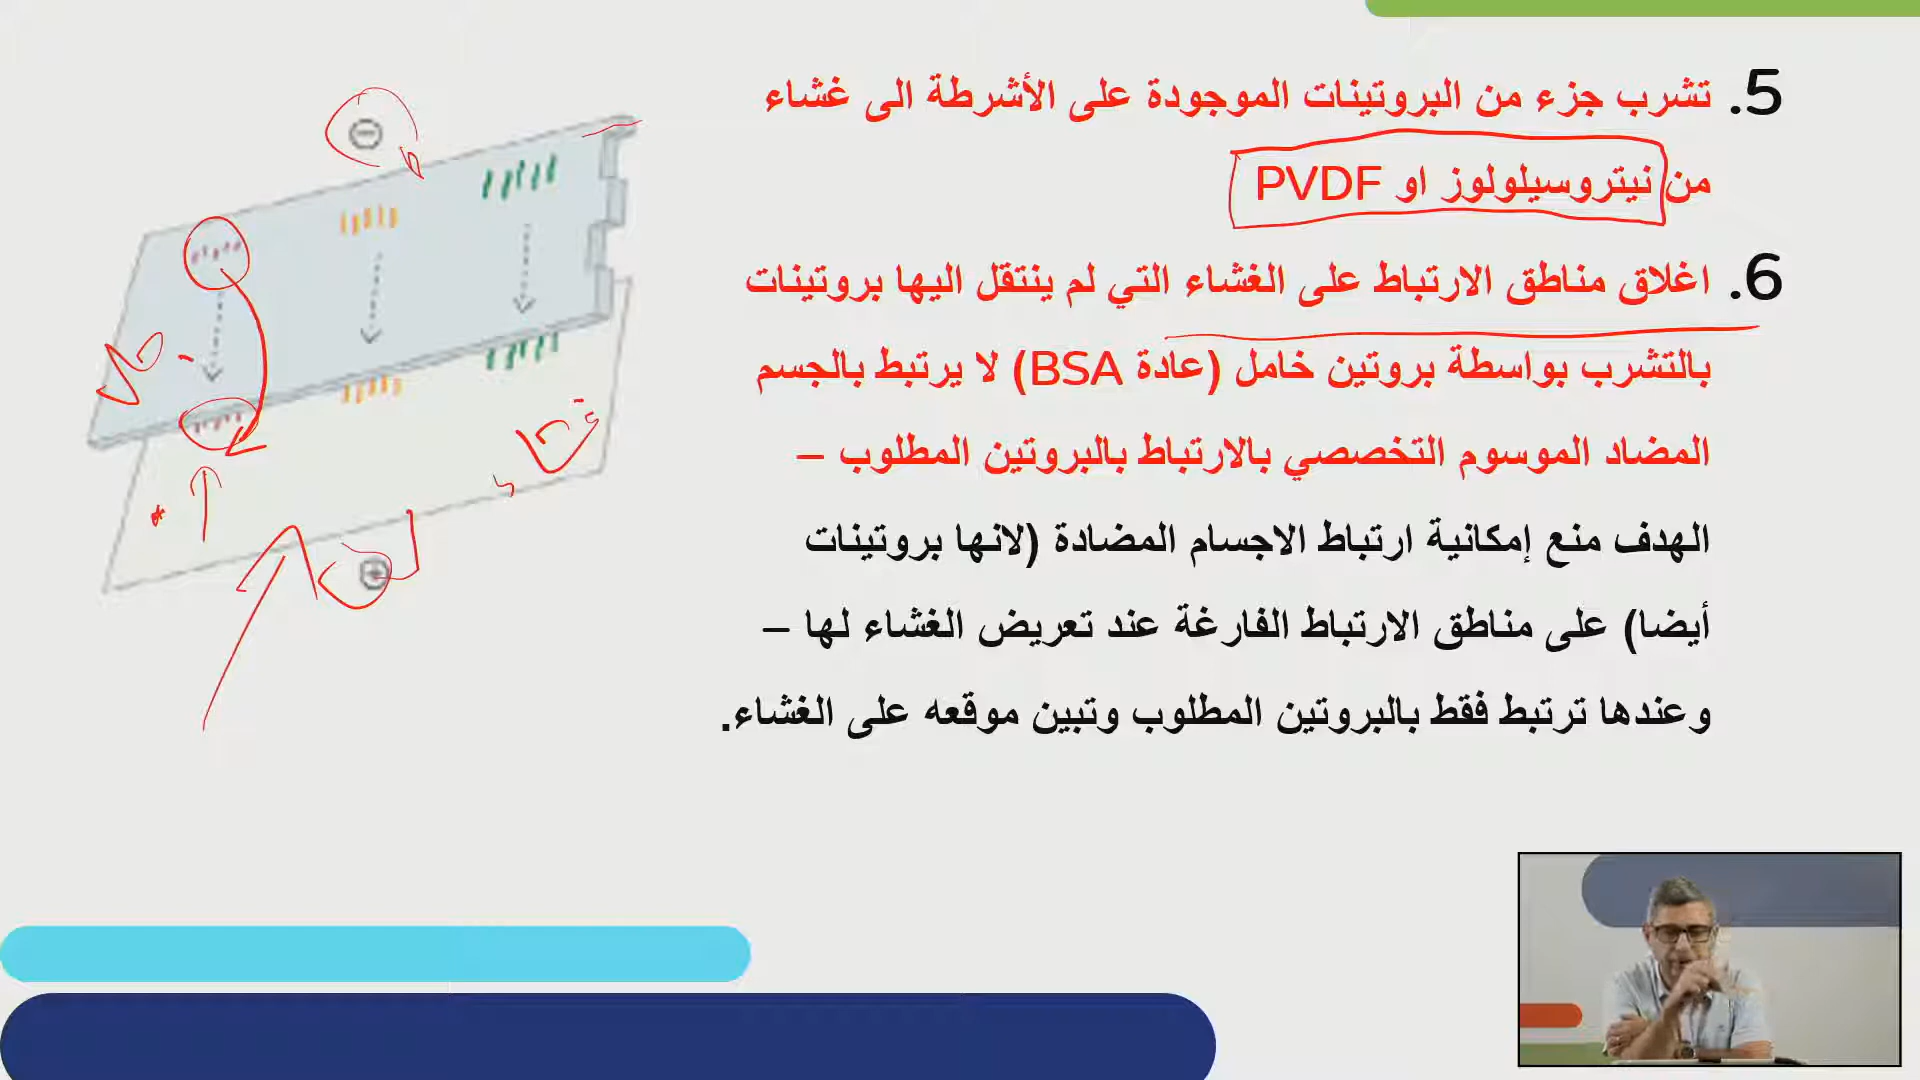 5. تشرب جزء من البروتينات الموجودة على الأشرطة الى غشاء
من نيتروسيلولوز او PVDF
6. اغلاق مناطق الارتباط على الغشاء التي لم ينتقل اليها بروتينات
بالتشرب بواسطة بروتين خامل (عادة BSA) لا يرتبط بالجسم
المضاد الموسوم التخصصي بالارتباط بالبروتين المطلوب –
الهدف منع إمكانية ارتباط الاجسام المضادة (لانها بروتينات
أيضا) على مناطق الارتباط الفارغة عند تعريض الغشاء لها –
وعندها ترتبط فقط بالبروتين المطلوب وتبين موقعه على الغشاء.